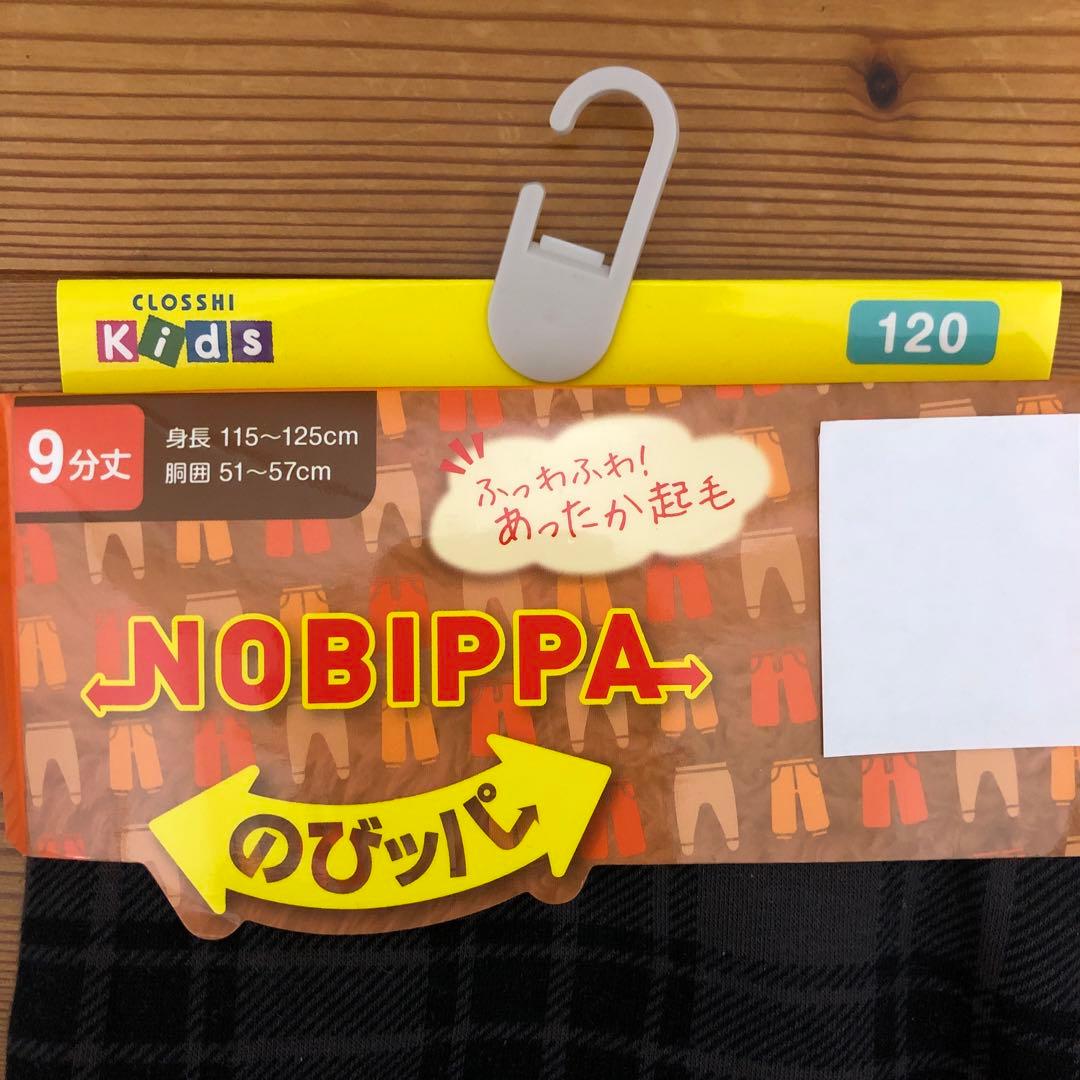 CLOSSHI
Kids
120
9分丈
身長 115～125cm
胴囲 51～57cm
ふっわふわ!
あったか起毛
NOBIPPA
のびッパ